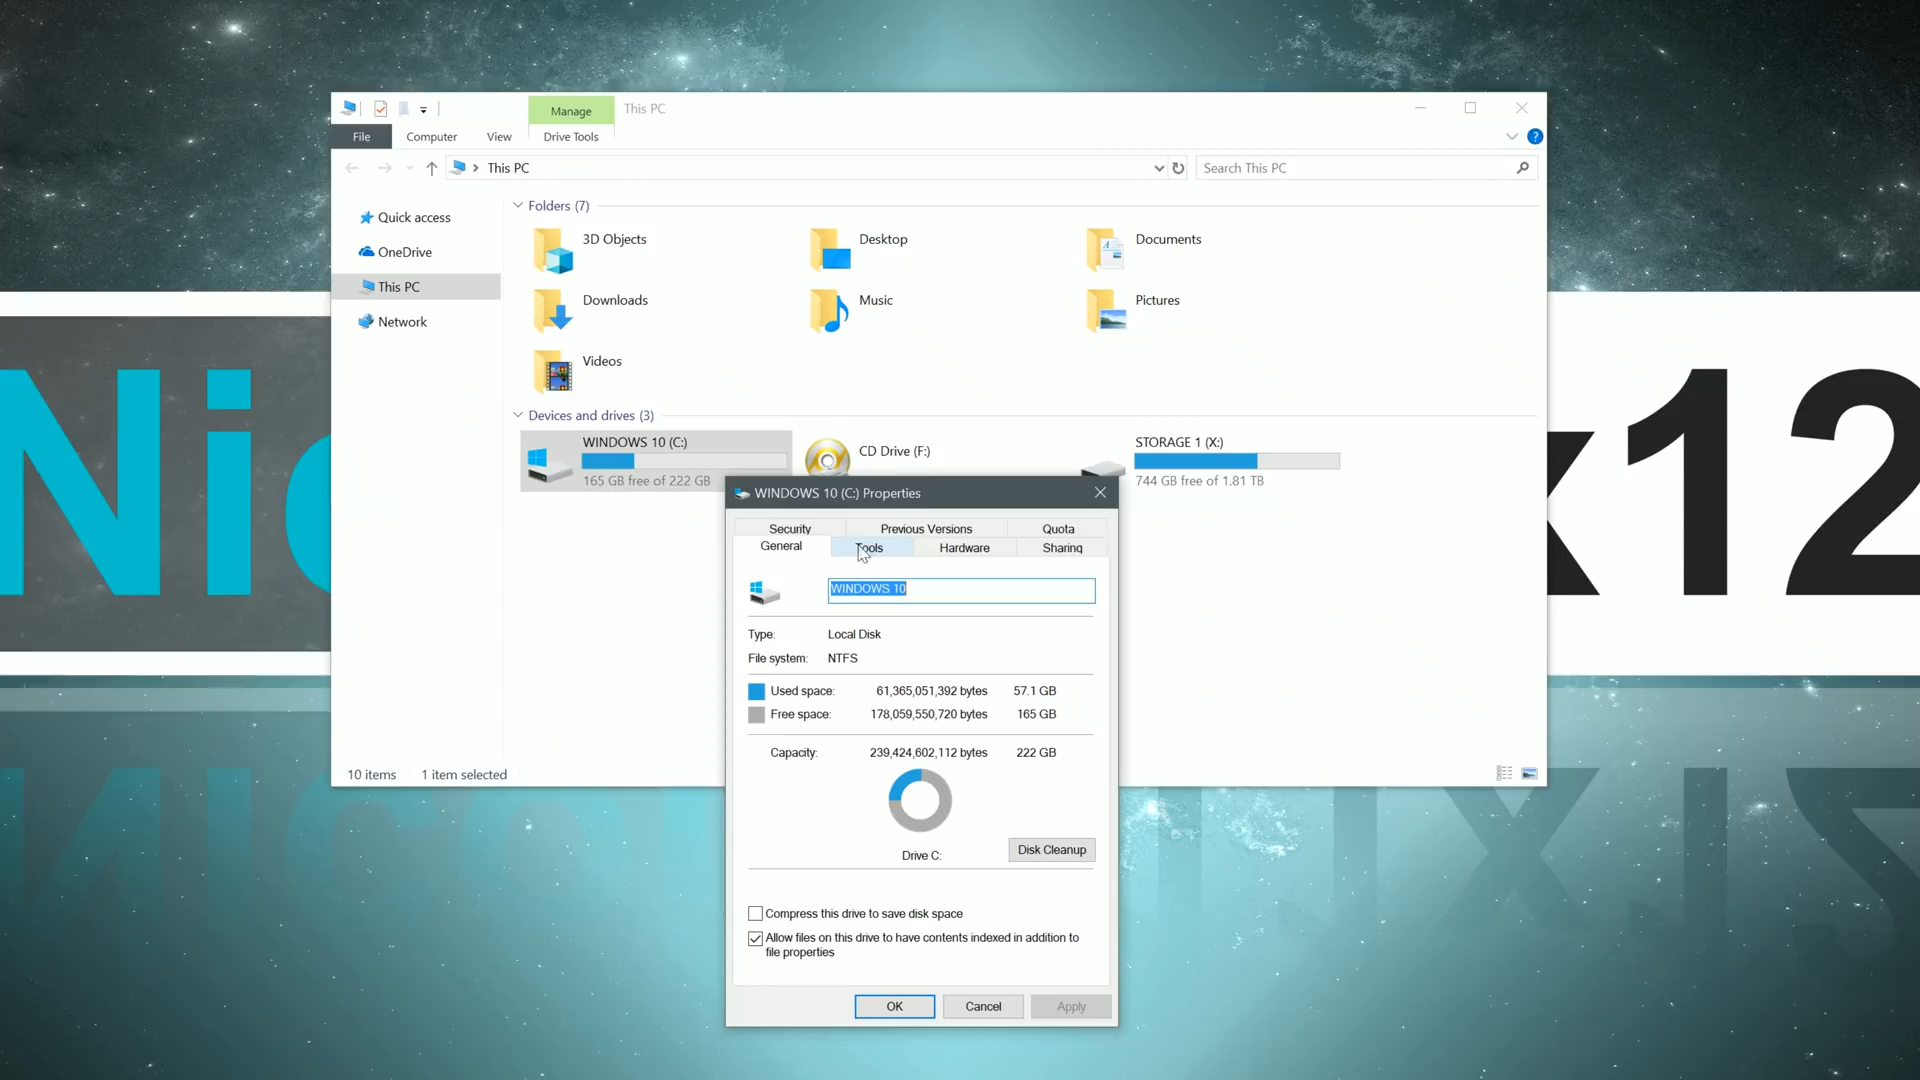 Manage
This PC
File
Computer
View
Drive Tools
This PC
Search This PC
Quick access
OneDrive
This PC
Network
Folders (7)
3D Objects
Desktop
Documents
Downloads
Music
Pictures
Videos
Devices and drives (3)
WINDOWS 10 (C:)
165 GB free of 222 GB
CD Drive (F:)
STORAGE 1 (X:)
744 GB free of 1.81 TB
10 items
1 item selected
WINDOWS 10 (C:) Properties
Security
Previous Versions
Quota
General
Tools
Hardware
Sharing
WINDOWS 10
Type: Local Disk
File system: NTFS
Used space: 61,365,051,392 bytes 57.1 GB
Free space: 178,059,550,720 bytes 165 GB
Capacity: 239,424,602,112 bytes 222 GB
Drive C:
Disk Cleanup
Compress this drive to save disk space
Allow files on this drive to have contents indexed in addition to
file properties
OK
Cancel
Apply
Ni
x12